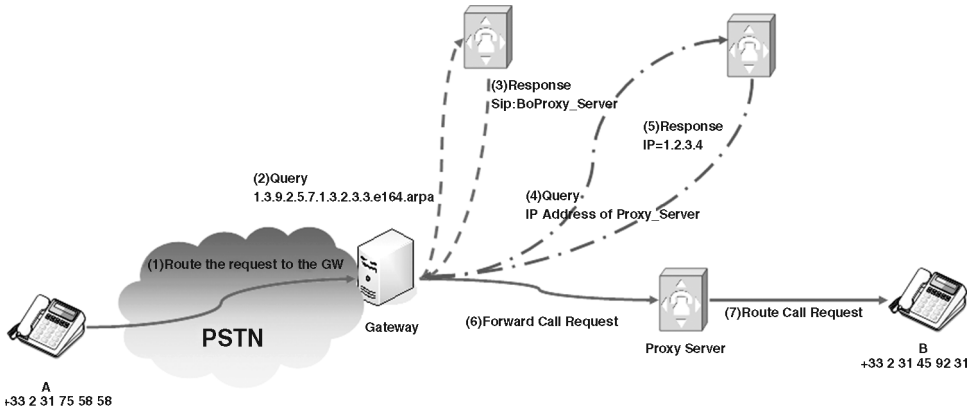 (3)Response
Sip:BoProxy_Server
(5)Response
IP=1.2.3.4
(2)Query
1.3.9.2.5.7.1.3.2.3.3.e164.arpa
(4)Query
IP Address of Proxy_Server
(1)Route the request to the GW
PSTN
Gateway
(6)Forward Call Request
(7)Route Call Request
Proxy Server
B
+33 2 31 45 92 31
A
+33 2 31 75 58 58